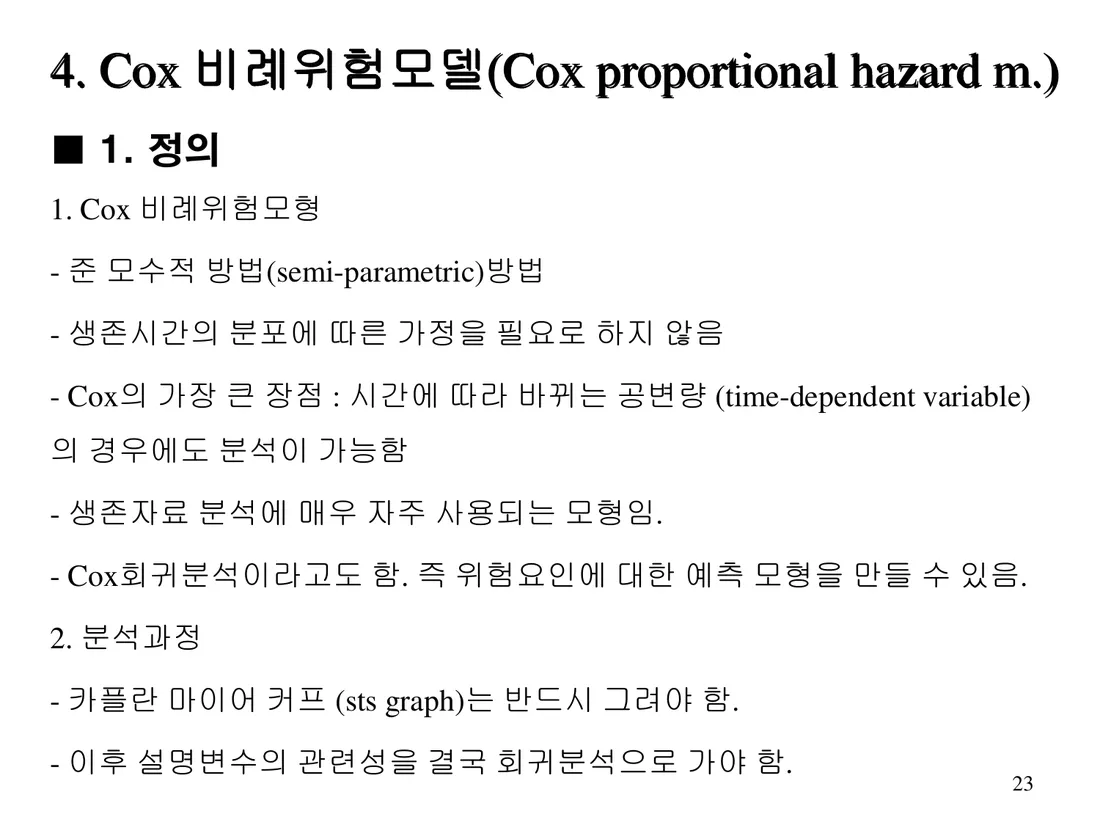 4. Cox 비례위험모델(Cox proportional hazard m.)
■ 1. 정의
1. Cox 비례위험모형
- 준 모수적 방법(semi-parametric)방법
- 생존시간의 분포에 따른 가정을 필요로 하지 않음
- Cox의 가장 큰 장점 : 시간에 따라 바뀌는 공변량 (time-dependent variable)
의 경우에도 분석이 가능함
- 생존자료 분석에 매우 자주 사용되는 모형임.
- Cox회귀분석이라고도 함. 즉 위험요인에 대한 예측 모형을 만들 수 있음.
2. 분석과정
- 카플란 마이어 커프 (sts graph)는 반드시 그려야 함.
- 이후 설명변수의 관련성을 결국 회귀분석으로 가야 함.
23